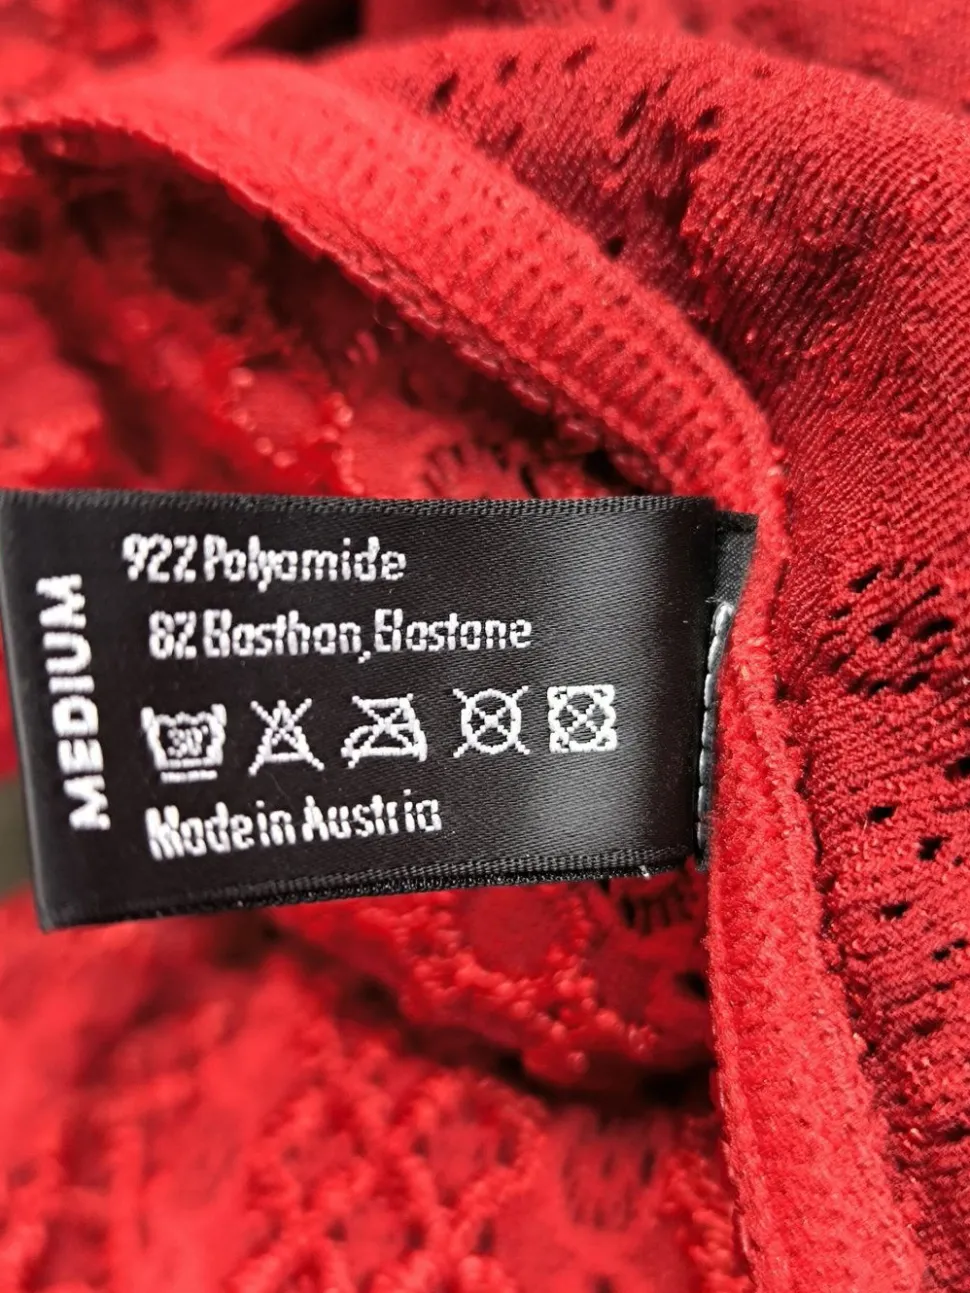 MEDIUM
92% Polyamide
8% Elasthan, Elastane
30°
Made in Austria